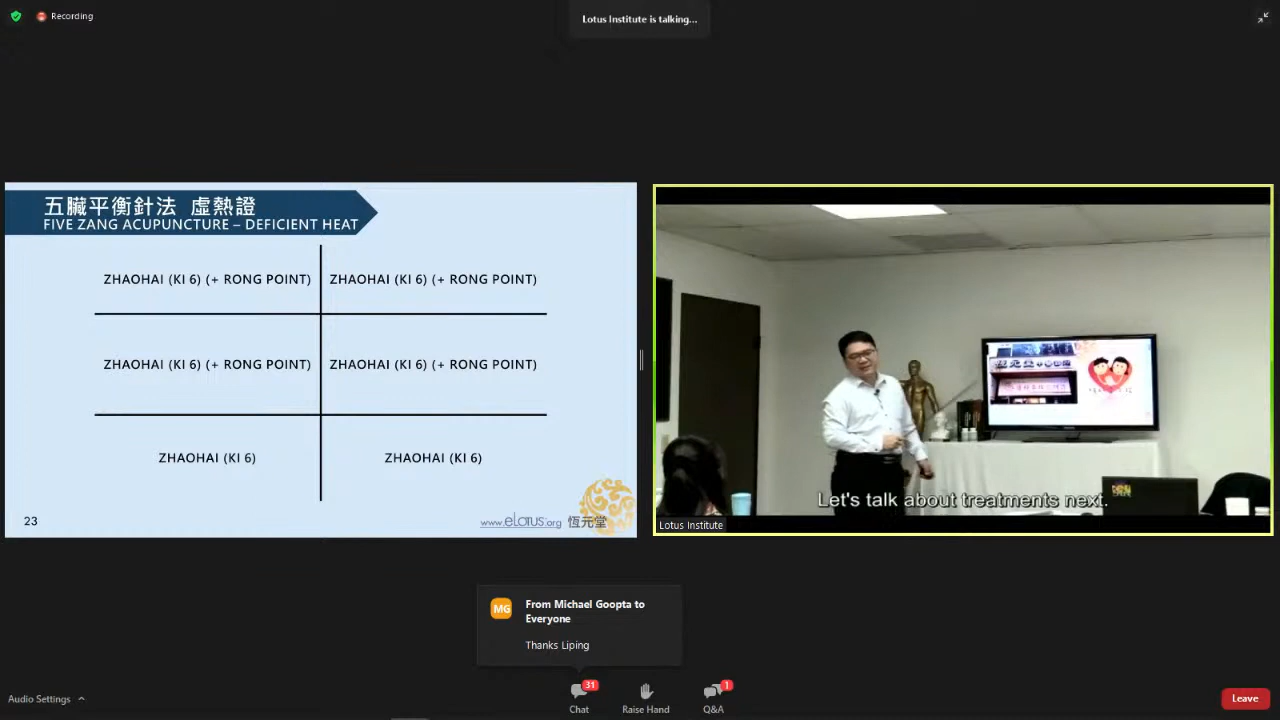 Recording
Lotus Institute is talking...
五臟平衡針法 虛熱證
FIVE ZANG ACUPUNCTURE – DEFICIENT HEAT
ZHAOHAI (KI 6) (+ RONG POINT)
ZHAOHAI (KI 6) (+ RONG POINT)
ZHAOHAI (KI 6) (+ RONG POINT)
ZHAOHAI (KI 6) (+ RONG POINT)
ZHAOHAI (KI 6)
ZHAOHAI (KI 6)
23
www.eLotus.org 恆元堂
Let's talk about treatments next.
Lotus Institute
MG
From Michael Goopta to
Everyone
Thanks Liping
Audio Settings
31
Chat
Raise Hand
1
Q&A
Leave